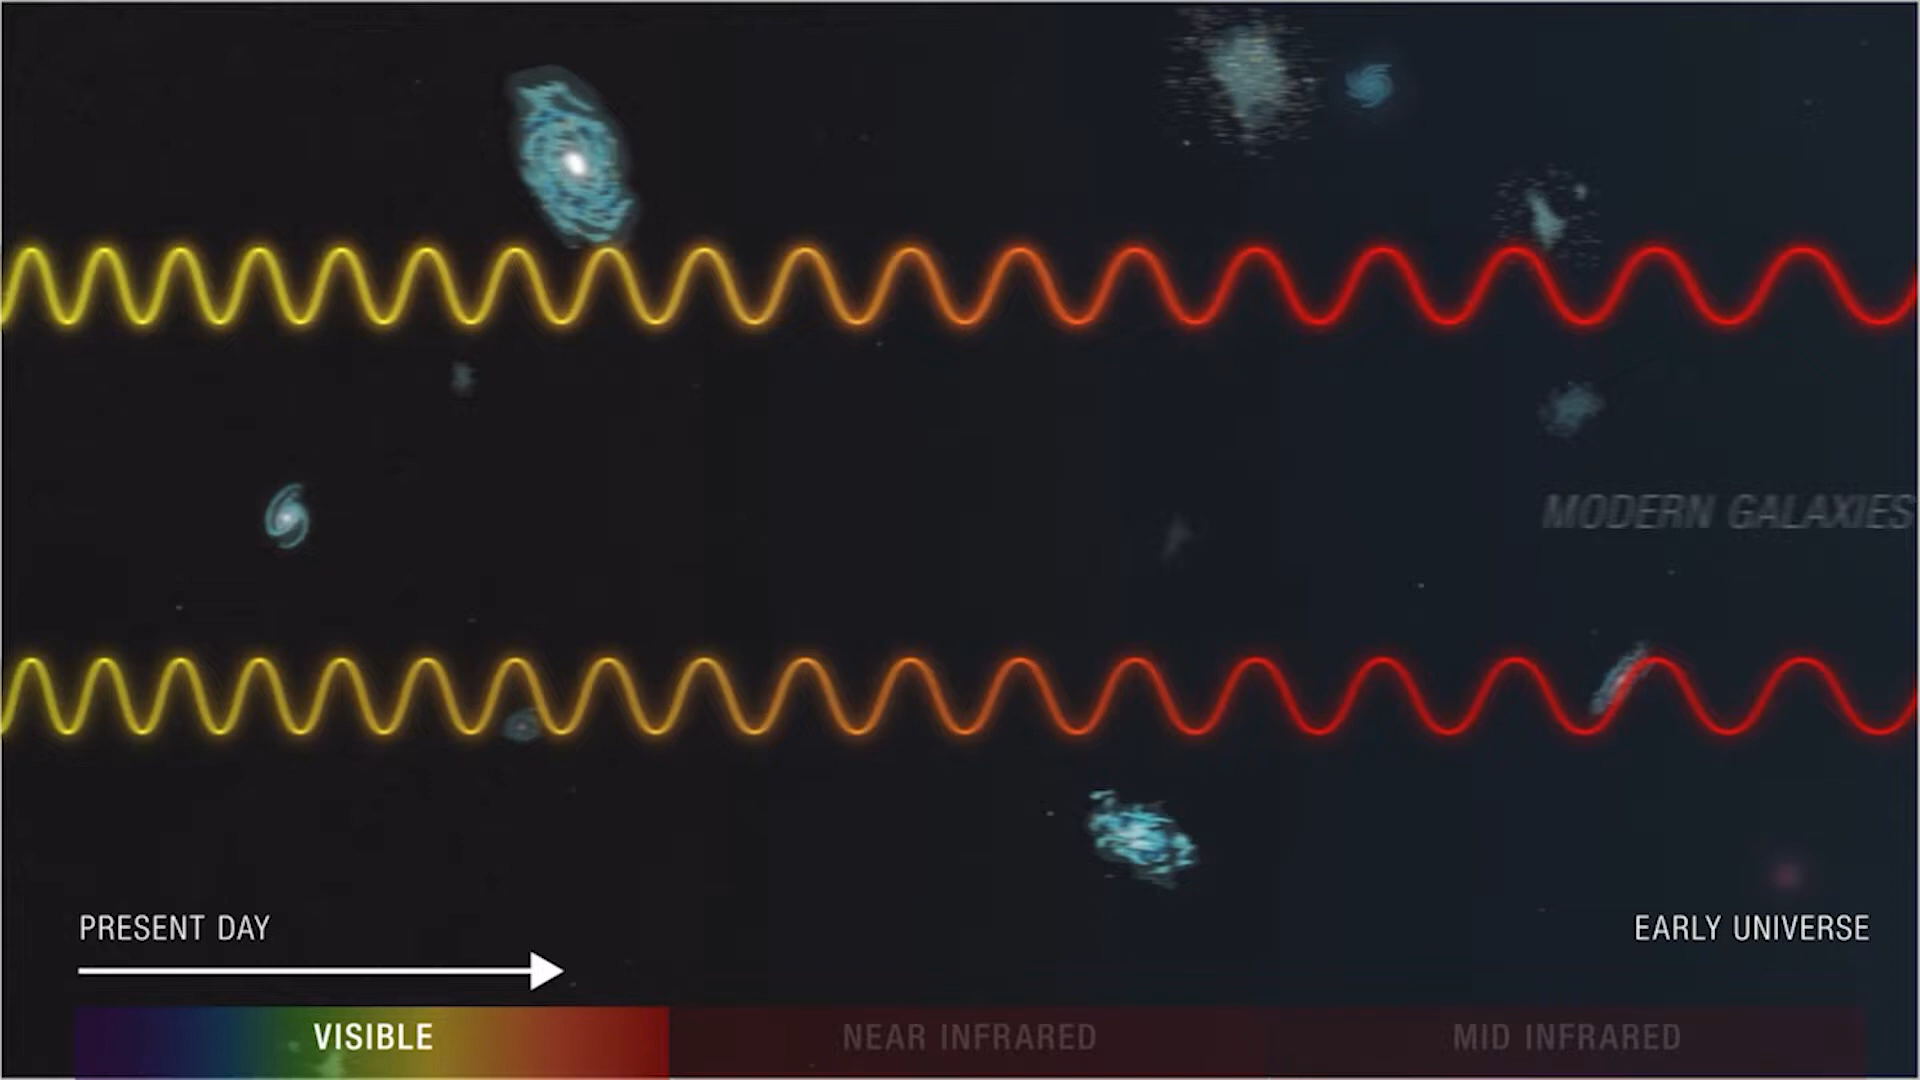 MODERN GALAXIES
PRESENT DAY
EARLY UNIVERSE
VISIBLE
NEAR INFRARED
MID INFRARED